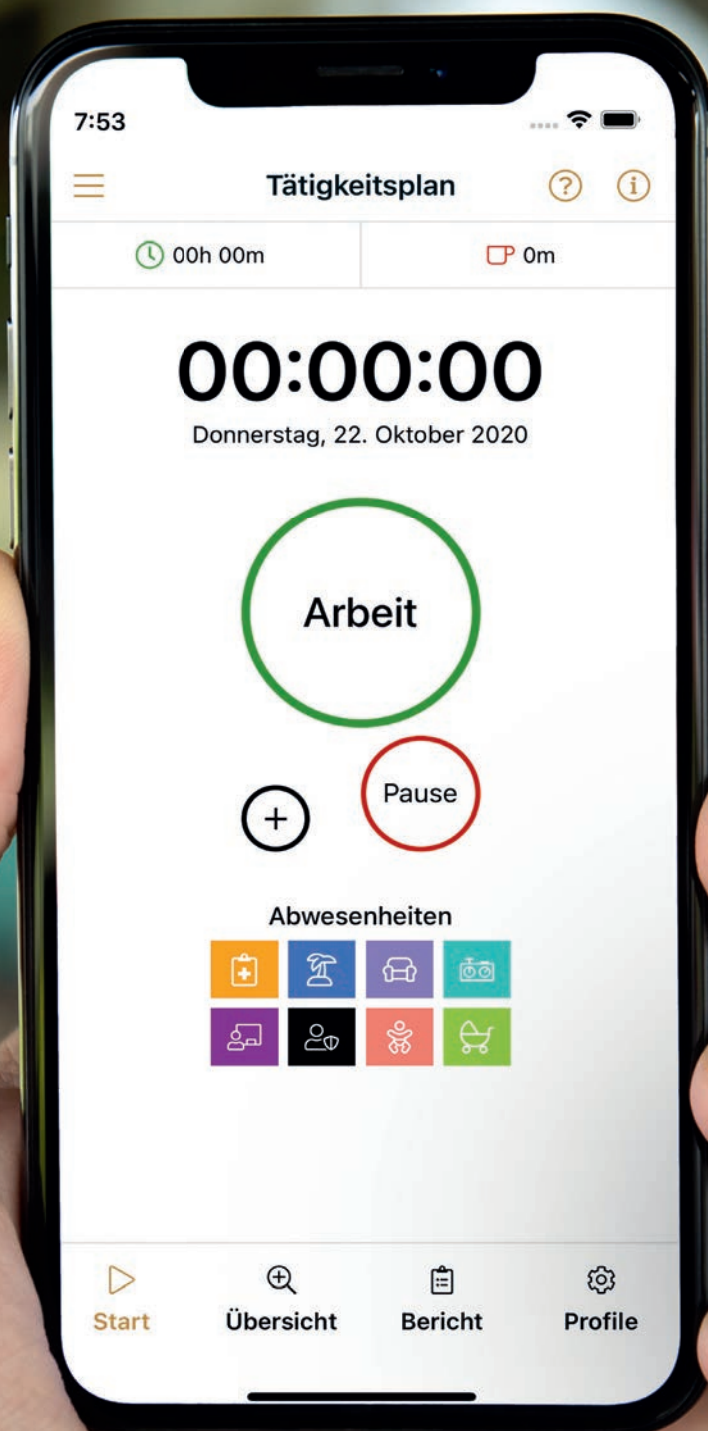 7:53
Tätigkeitsplan ? i
00h 00m 0m
00:00:00
Donnerstag, 22. Oktober 2020
Arbeit
+ Pause
Abwesenheiten
Start Übersicht Bericht Profile